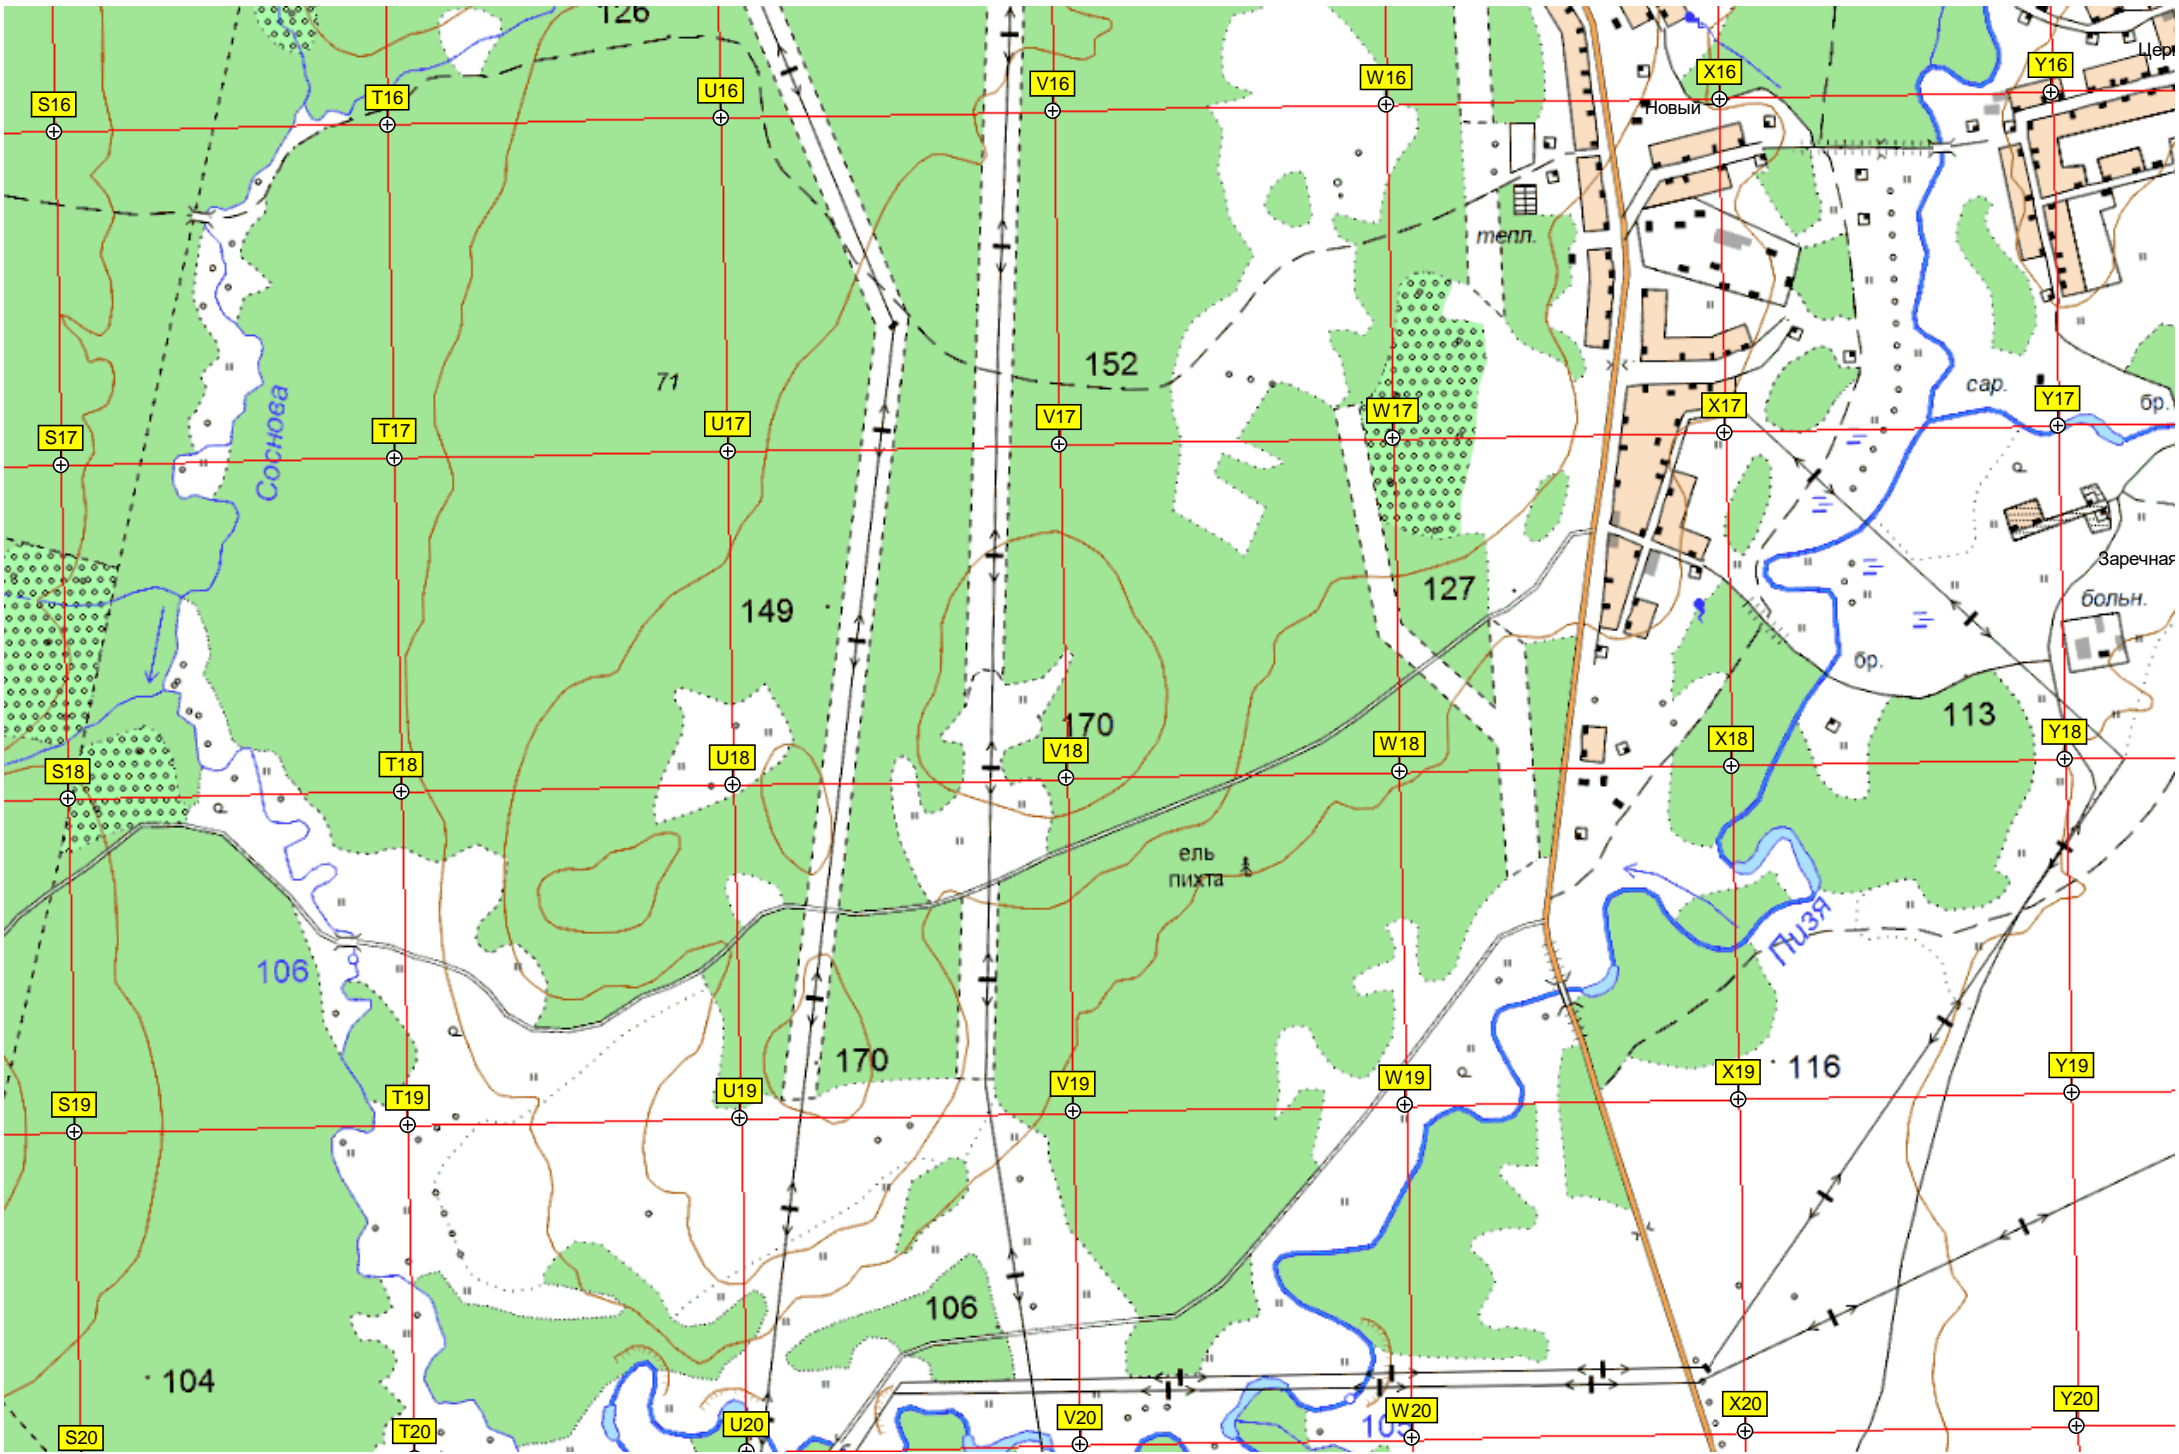 126
Цер
S16
T16
U16
V16
W16
X16
Y16
Новый
тепл.
152
71
Соснова
сар.
бр.
S17
T17
U17
V17
W17
X17
Y17
Заречная
149
127
больн.
бр.
170
113
S18
T18
U18
V18
W18
X18
Y18
ель
пихта
Пизя
106
170
116
S19
T19
U19
V19
W19
X19
Y19
106
104
S20
T20
U20
V20
W20
X20
Y20